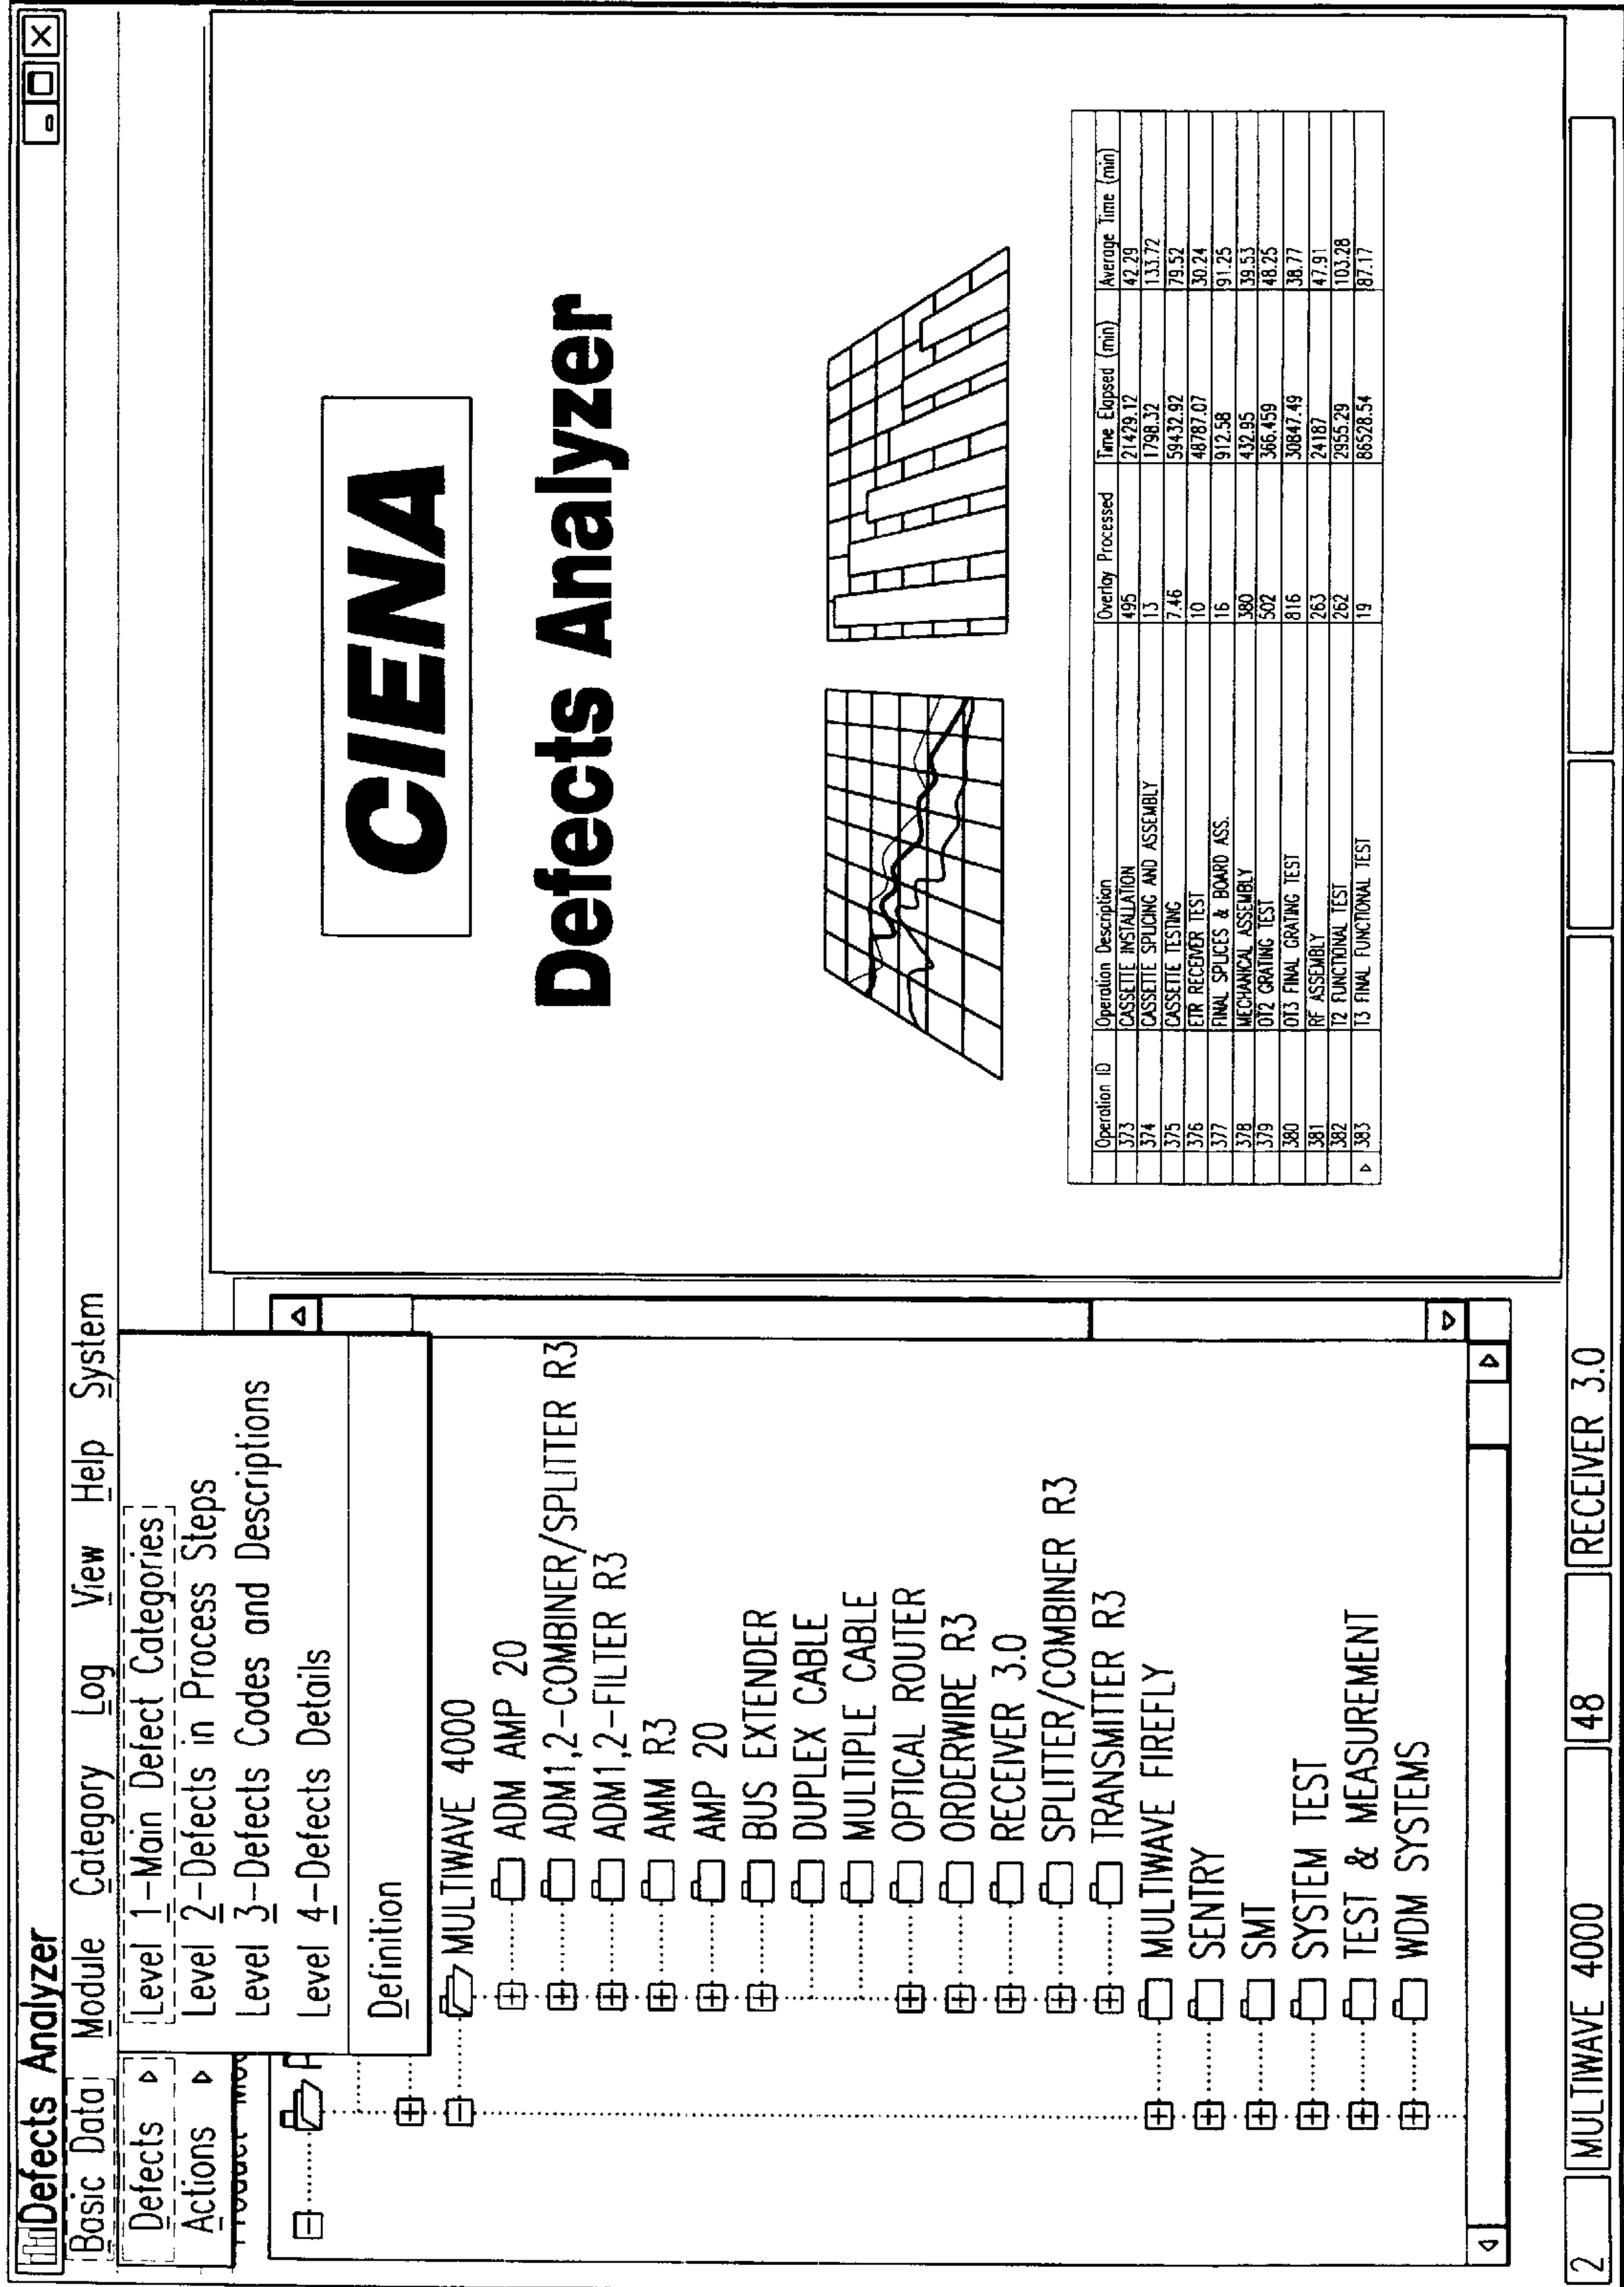 Defects Analyzer
Basic Data Module Category Log View Help System
Defects
Actions
Level 1-Main Defect Categories
Level 2-Defects in Process Steps
Level 3-Defects Codes and Descriptions
Level 4-Defects Details
Definition
MULTIWAVE 4000
ADM AMP 20
ADM1,2-COMBINER/SPLITTER R3
ADM1,2-FILTER R3
AMM R3
AMP 20
BUS EXTENDER
DUPLEX CABLE
MULTIPLE CABLE
OPTICAL ROUTER
ORDERWIRE R3
RECEIVER 3.0
SPLITTER/COMBINER R3
TRANSMITTER R3
MULTIWAVE FIREFLY
SENTRY
SMT
SYSTEM TEST
TEST & MEASUREMENT
WDM SYSTEMS
CIENA
Defects Analyzer
Operation ID Operation Description Overlay Processed Time Elapsed (min) Average Time (min)
373 CASSETTE INSTALLATION 495 21429.12 42.29
374 CASSETTE SPLICING AND ASSEMBLY 13 1798.32 133.72
375 CASSETTE TESTING 7.46 59432.92 79.52
376 ETR RECEIVER TEST 10 48787.07 30.24
377 FINAL SPLICES & BOARD ASS. 16 912.58 91.25
378 MECHANICAL ASSEMBLY 380 432.95 39.53
379 OT2 GRATING TEST 502 366.459 48.25
380 OT3 FINAL GRATING TEST 816 30847.49 38.77
381 RF ASSEMBLY 263 24187 47.91
382 T2 FUNCTIONAL TEST 262 2955.29 103.28
383 T3 FINAL FUNCTIONAL TEST 19 86528.54 87.17
2 MULTIWAVE 4000 48 RECEIVER 3.0